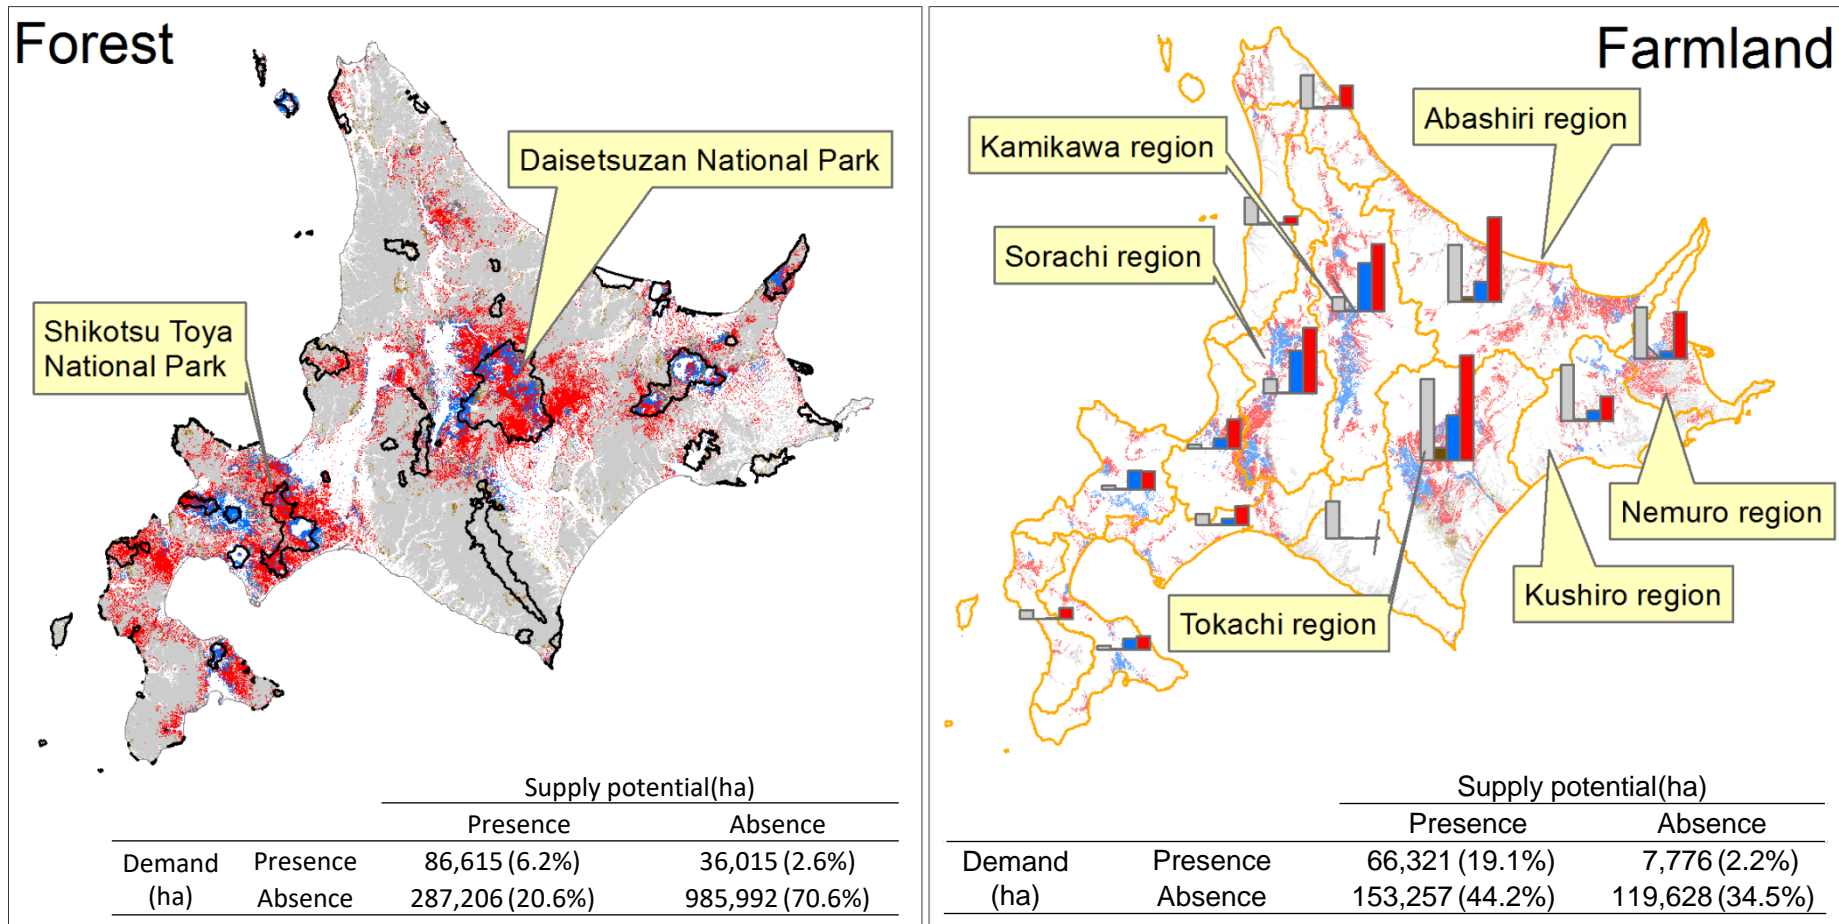 Forest
Daisetsuzan National Park
Shikotsu Toya
National Park
Supply potential(ha)
Presence Absence
Demand Presence 86,615 (6.2%) 36,015 (2.6%)
(ha) Absence 287,206 (20.6%) 985,992 (70.6%)
Farmland
Abashiri region
Kamikawa region
Sorachi region
Nemuro region
Kushiro region
Tokachi region
Supply potential(ha)
Presence Absence
Demand Presence 66,321 (19.1%) 7,776 (2.2%)
(ha) Absence 153,257 (44.2%) 119,628 (34.5%)